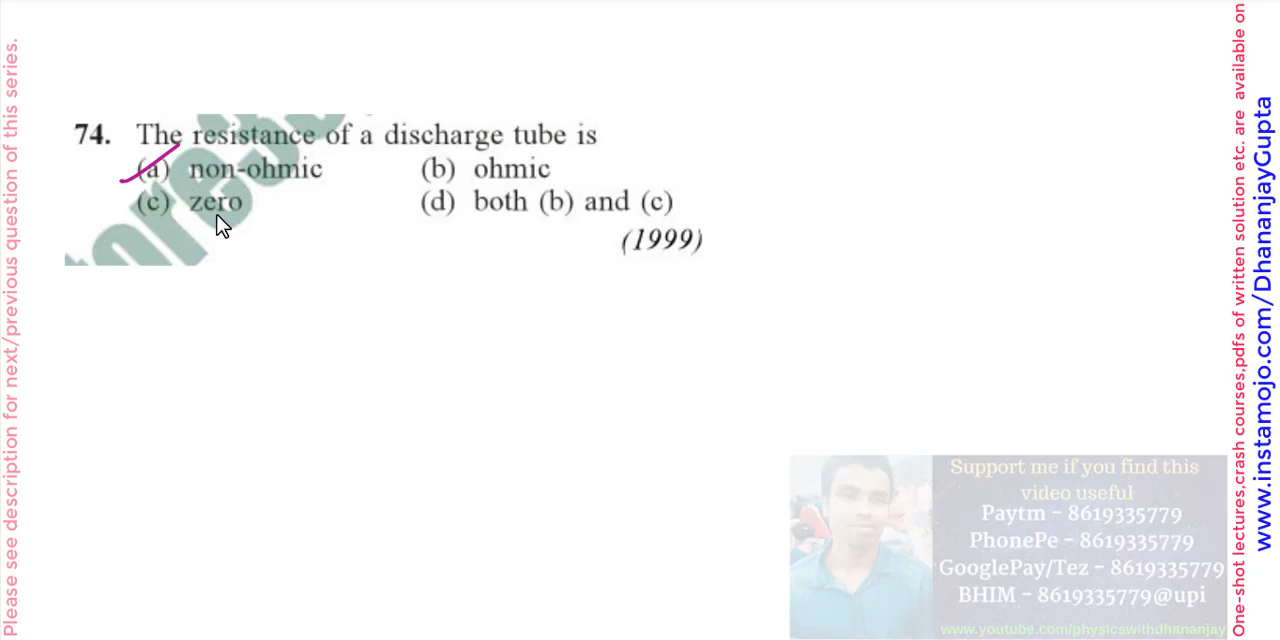 Please see description for next/previous question of this series.
74. The resistance of a discharge tube is
(a) non-ohmic (b) ohmic
(c) zero (d) both (b) and (c)
(1999)
Support me if you find this
video useful
Paytm - 8619335779
PhonePe - 8619335779
GooglePay/Tez - 8619335779
BHIM - 8619335779@upi
www.youtube.com/physicswithdhananjay
One-shot lectures,crash courses,pdfs of written solution etc. are available on
www.instamojo.com/DhananjayGupta